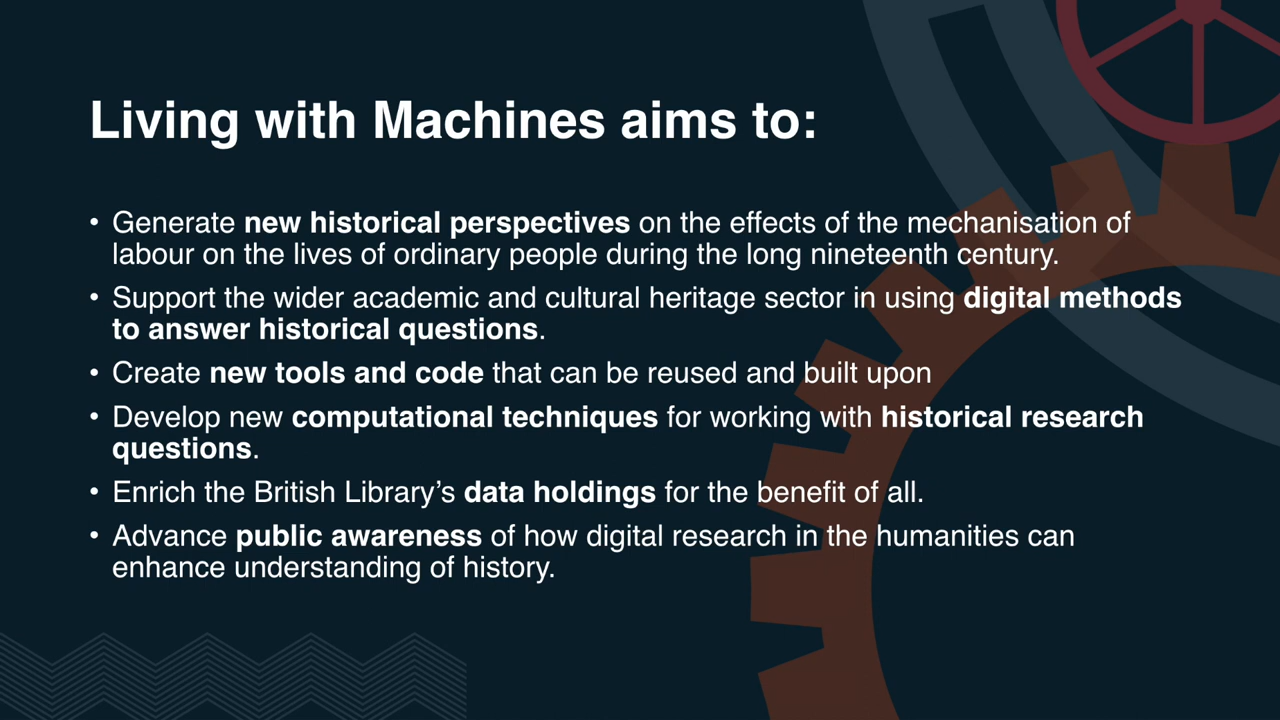 Living with Machines aims to:
• Generate new historical perspectives on the effects of the mechanisation of
labour on the lives of ordinary people during the long nineteenth century.
• Support the wider academic and cultural heritage sector in using digital methods
to answer historical questions.
• Create new tools and code that can be reused and built upon
• Develop new computational techniques for working with historical research
questions.
• Enrich the British Library’s data holdings for the benefit of all.
• Advance public awareness of how digital research in the humanities can
enhance understanding of history.